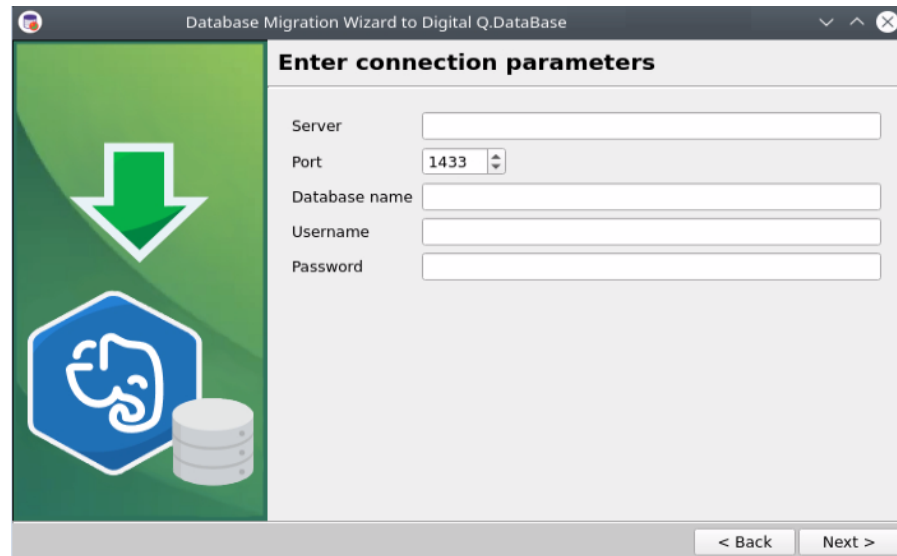 Database Migration Wizard to Digital Q.DataBase
Enter connection parameters
Server
Port 1433
Database name
Username
Password
< Back Next >